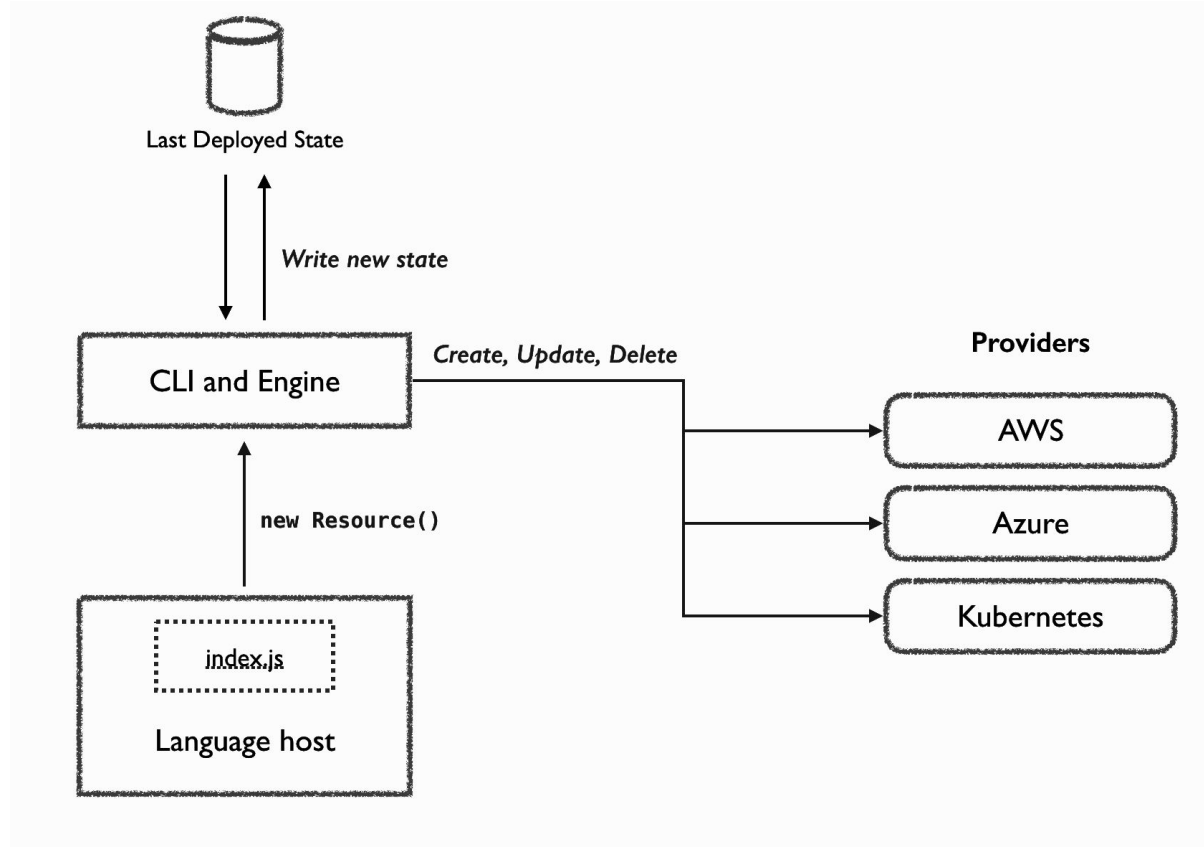 Last Deployed State
Write new state
CLI and Engine
Create, Update, Delete
Providers
AWS
Azure
Kubernetes
new Resource()
index.js
Language host